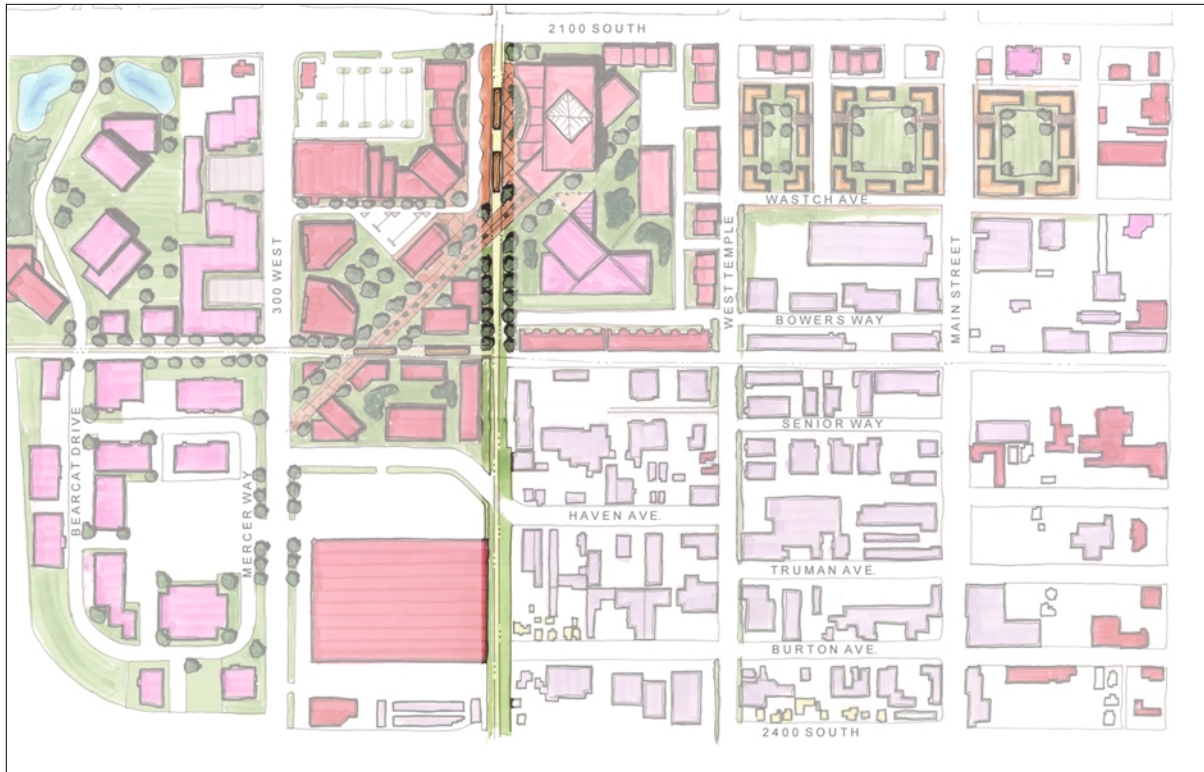 2100 SOUTH
WASTCH AVE.
300 WEST
WEST TEMPLE
MAIN STREET
BOWERS WAY
SENIOR WAY
BEARCAT DRIVE
MERCER WAY
HAVEN AVE.
TRUMAN AVE.
BURTON AVE.
2400 SOUTH